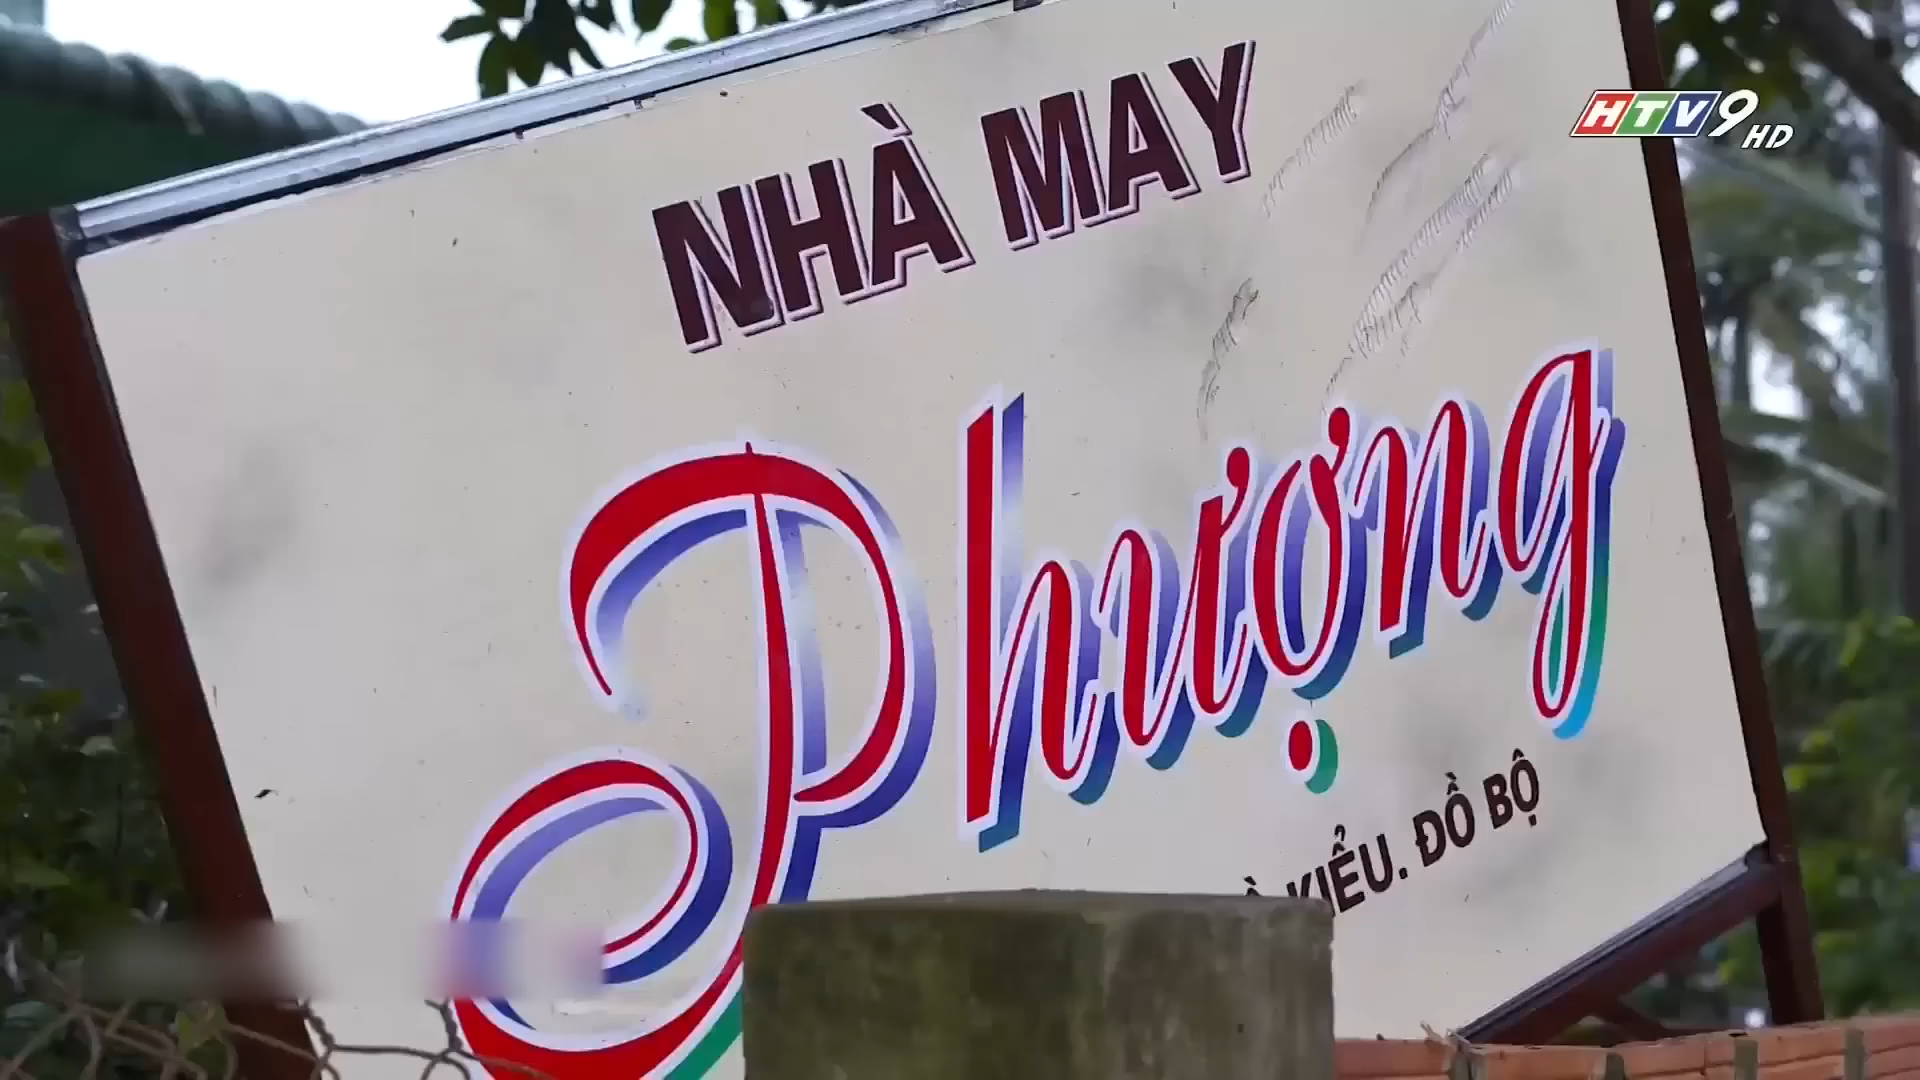 HTV9 HD
NHÀ MAY
Phượng
KIỂU. ĐỒ BỘ